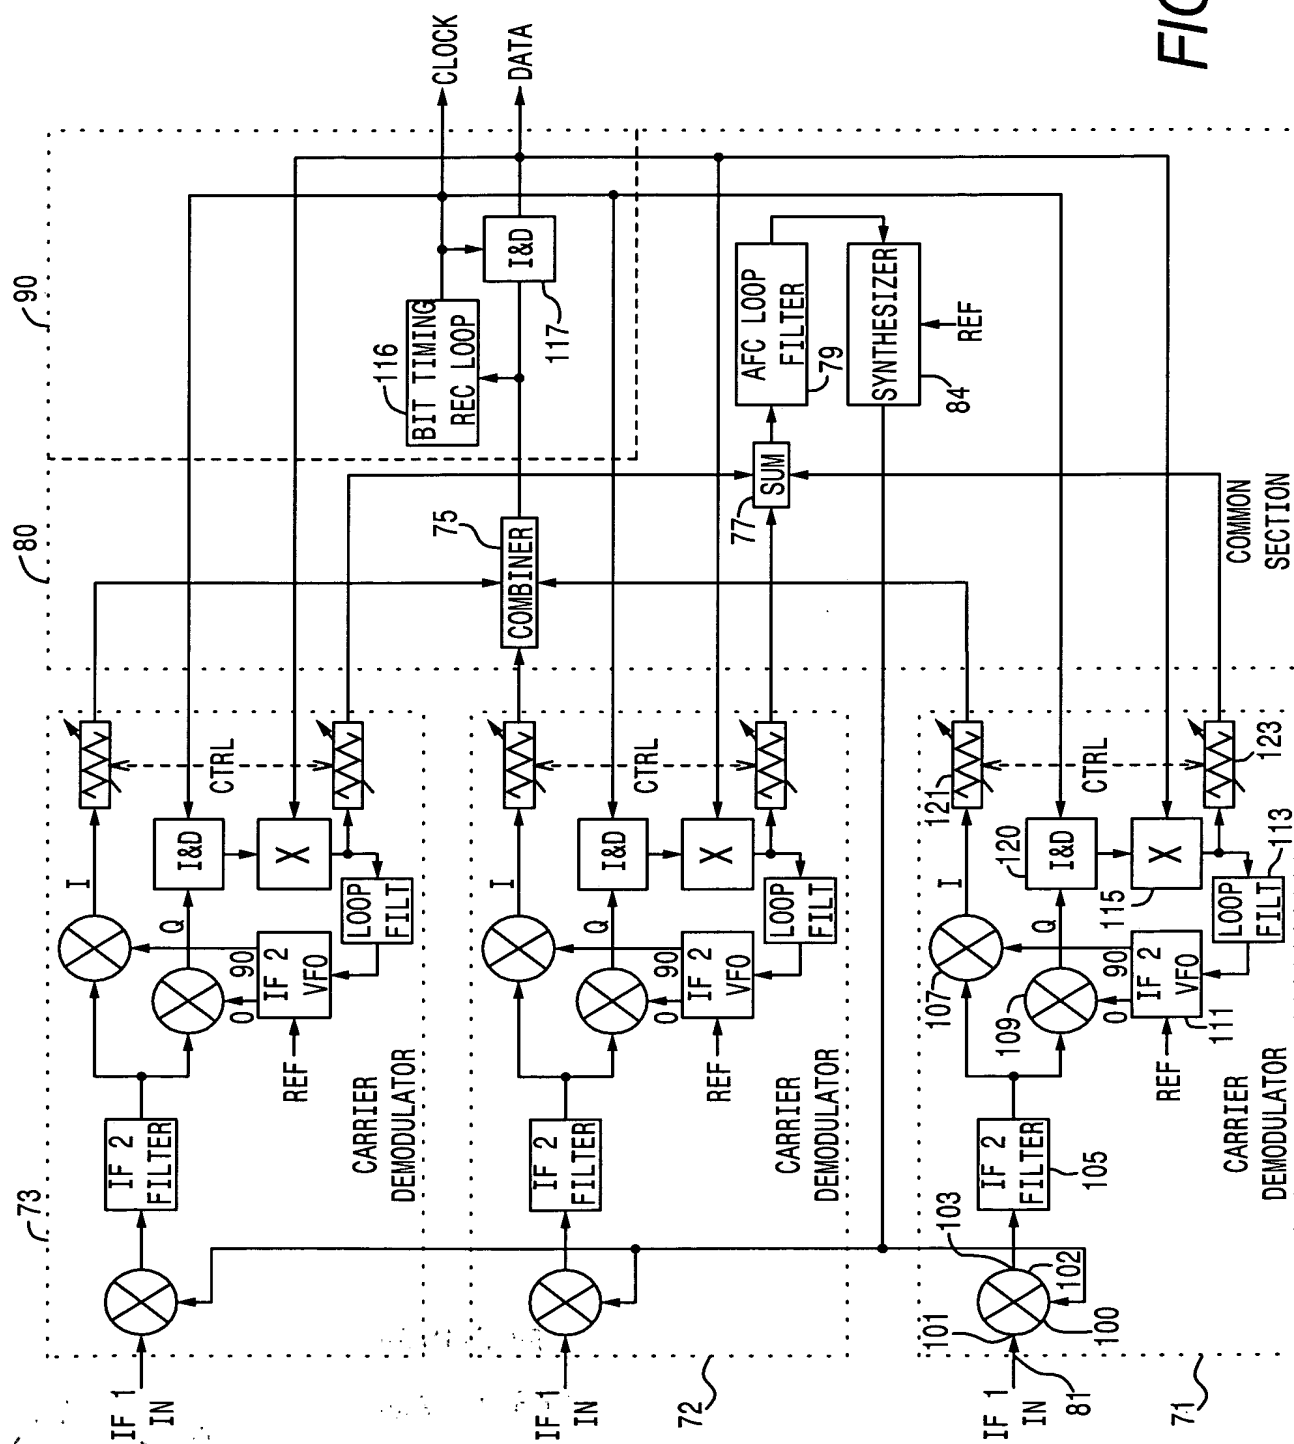 90
80
73
IF 1
IN
IF 2
FILTER
I
Q
0
90
IF 2
VFO
REF
I&D
X
LOOP
FILT
CTRL
CARRIER
DEMODULATOR
72
IF 1
IN
IF 2
FILTER
I
Q
0
90
IF 2
VFO
REF
I&D
X
LOOP
FILT
CTRL
CARRIER
DEMODULATOR
71
IF 1
IN
81
101
100
102
103
IF 2
FILTER
105
107
109
I
Q
0
90
IF 2
VFO
111
REF
120
I&D
X
115
LOOP
FILT
113
121
CTRL
123
CARRIER
DEMODULATOR
75
COMBINER
116
BIT TIMING
REC LOOP
I&D
117
CLOCK
DATA
77
SUM
AFC LOOP
FILTER
79
SYNTHESIZER
84
REF
COMMON
SECTION